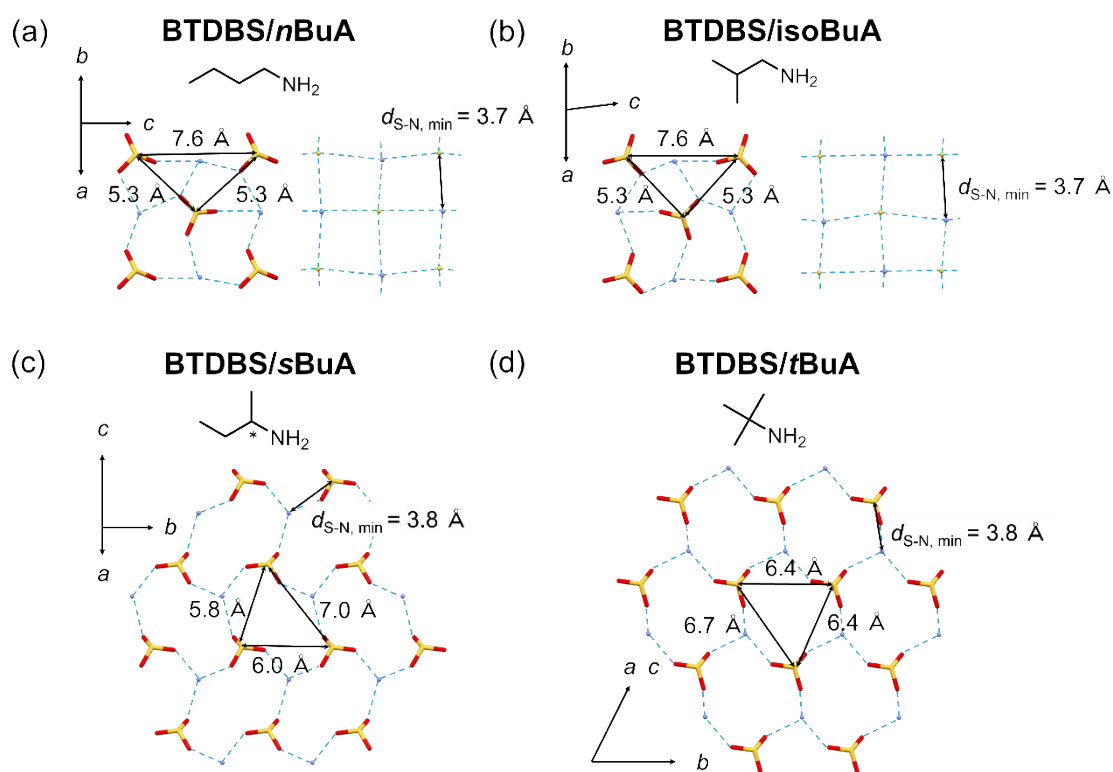 (a)
BTDBS/nBuA
NH2
b
c
a
7.6 Å
5.3 Å
5.3 Å
dS-N, min = 3.7 Å
(b)
BTDBS/isoBuA
NH2
b
c
a
7.6 Å
5.3 Å
5.3 Å
dS-N, min = 3.7 Å
(c)
BTDBS/sBuA
*
NH2
c
b
a
dS-N, min = 3.8 Å
5.8 Å
7.0 Å
6.0 Å
(d)
BTDBS/tBuA
NH2
dS-N, min = 3.8 Å
6.4 Å
6.7 Å
6.4 Å
a c
b